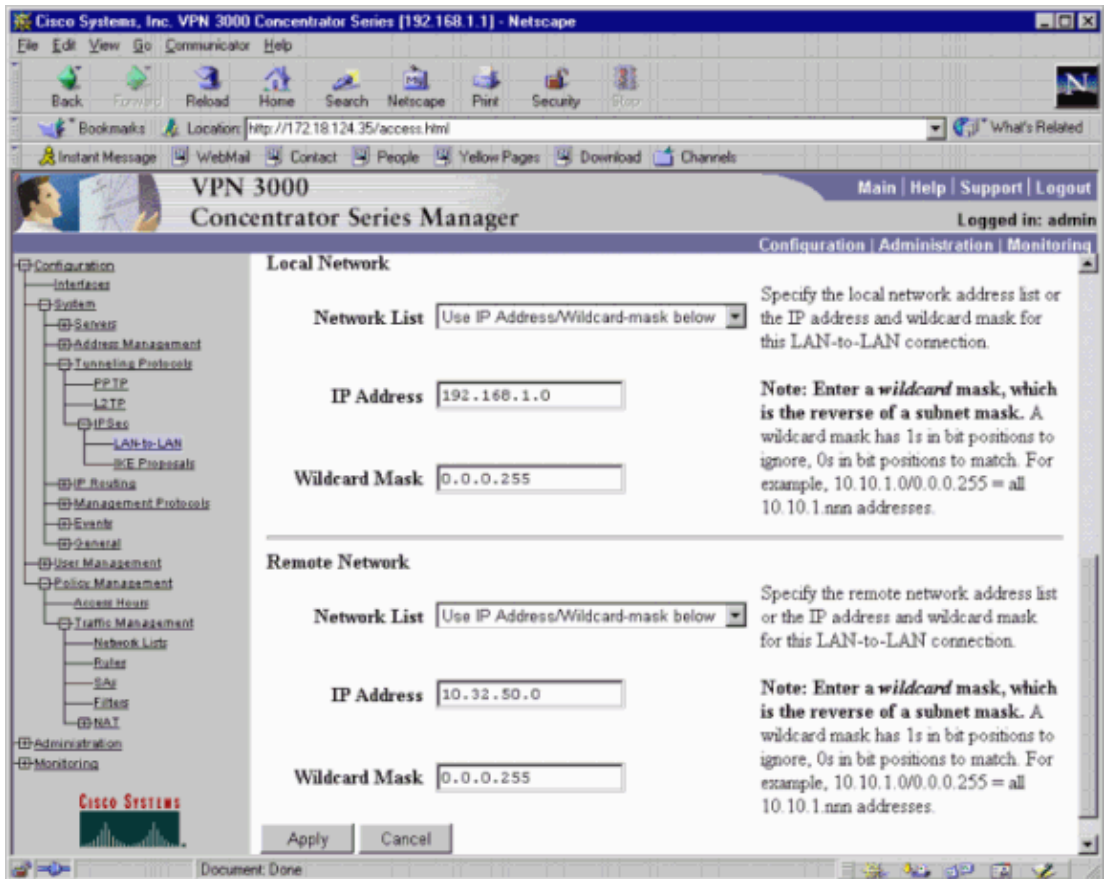 Cisco Systems, Inc. VPN 3000 Concentrator Series [192.168.1.1] - Netscape
File Edit View Go Communicator Help
Back Forward Reload Home Search Netscape Print Security Stop
Bookmarks Location: http://172.18.124.35/access.html What's Related
Instant Message WebMail Contact People Yellow Pages Download Channels
VPN 3000
Concentrator Series Manager
Main | Help | Support | Logout
Logged in: admin
Configuration | Administration | Monitoring
Configuration
Interfaces
System
Servers
Address Management
Tunneling Protocols
PPTP
L2TP
IPSec
LAN-to-LAN
IKE Proposals
IP Routing
Management Protocols
Events
General
User Management
Policy Management
Access Hours
Traffic Management
Network Lists
Rules
SAs
Filters
NAT
Administration
Monitoring
CISCO SYSTEMS
Local Network
Network List Use IP Address/Wildcard-mask below
Specify the local network address list or
the IP address and wildcard mask for
this LAN-to-LAN connection.
IP Address 192.168.1.0
Wildcard Mask 0.0.0.255
Note: Enter a wildcard mask, which
is the reverse of a subnet mask. A
wildcard mask has 1s in bit positions to
ignore, 0s in bit positions to match. For
example, 10.10.1.0/0.0.0.255 = all
10.10.1.nnn addresses.
Remote Network
Network List Use IP Address/Wildcard-mask below
Specify the remote network address list
or the IP address and wildcard mask
for this LAN-to-LAN connection.
IP Address 10.32.50.0
Wildcard Mask 0.0.0.255
Note: Enter a wildcard mask, which
is the reverse of a subnet mask. A
wildcard mask has 1s in bit positions to
ignore, 0s in bit positions to match. For
example, 10.10.1.0/0.0.0.255 = all
10.10.1.nnn addresses.
Apply Cancel
Document: Done